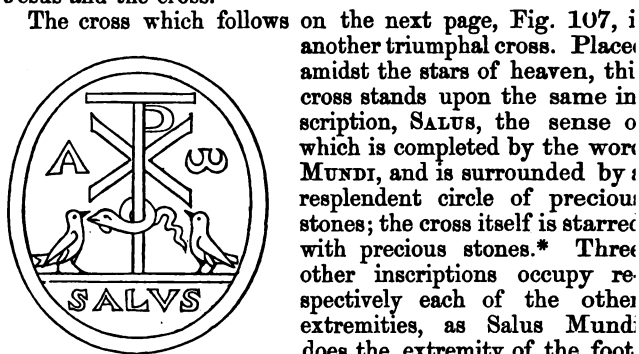 Jesus and the cross.
The cross which follows on the next page, Fig. 107, i
another triumphal cross. Placed
amidst the stars of heaven, thi
cross stands upon the same in
scription, SALUS, the sense o
which is completed by the word
MUNDI, and is surrounded by a
resplendent circle of preciou
stones; the cross itself is starred
with precious stones.* Three
other inscriptions occupy re-
spectively each of the other
extremities, as Salus Mundi
does the extremity of the foot.
A ω
SALVS